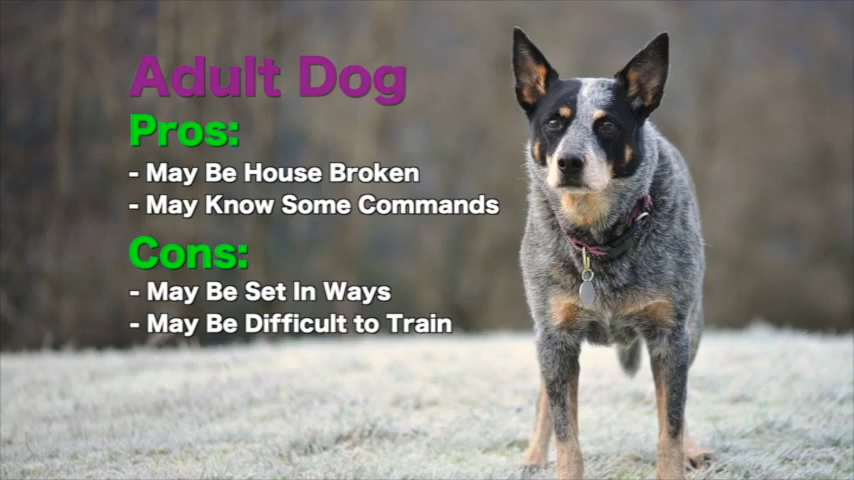 Adult Dog
Pros:
- May Be House Broken
- May Know Some Commands
Cons:
- May Be Set In Ways
- May Be Difficult to Train